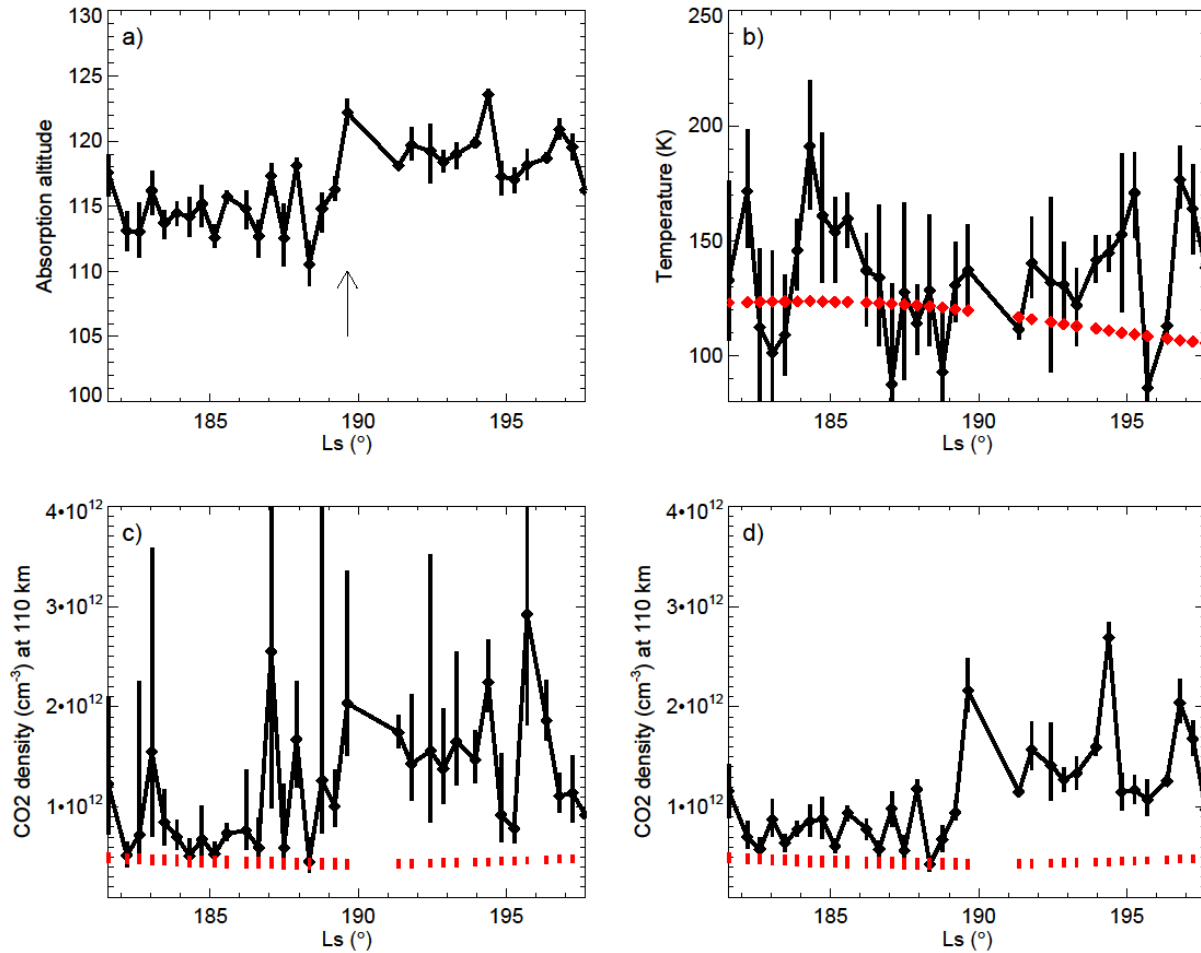 a)
130
125
120
115
110
105
100
Absorption altitude
185 190 195
Ls (°)
b)
250
200
150
100
Temperature (K)
185 190 195
Ls (°)
c)
4•10¹²
3•10¹²
2•10¹²
1•10¹²
CO2 density (cm⁻³) at 110 km
185 190 195
Ls (°)
d)
4•10¹²
3•10¹²
2•10¹²
1•10¹²
CO2 density (cm⁻³) at 110 km
185 190 195
Ls (°)